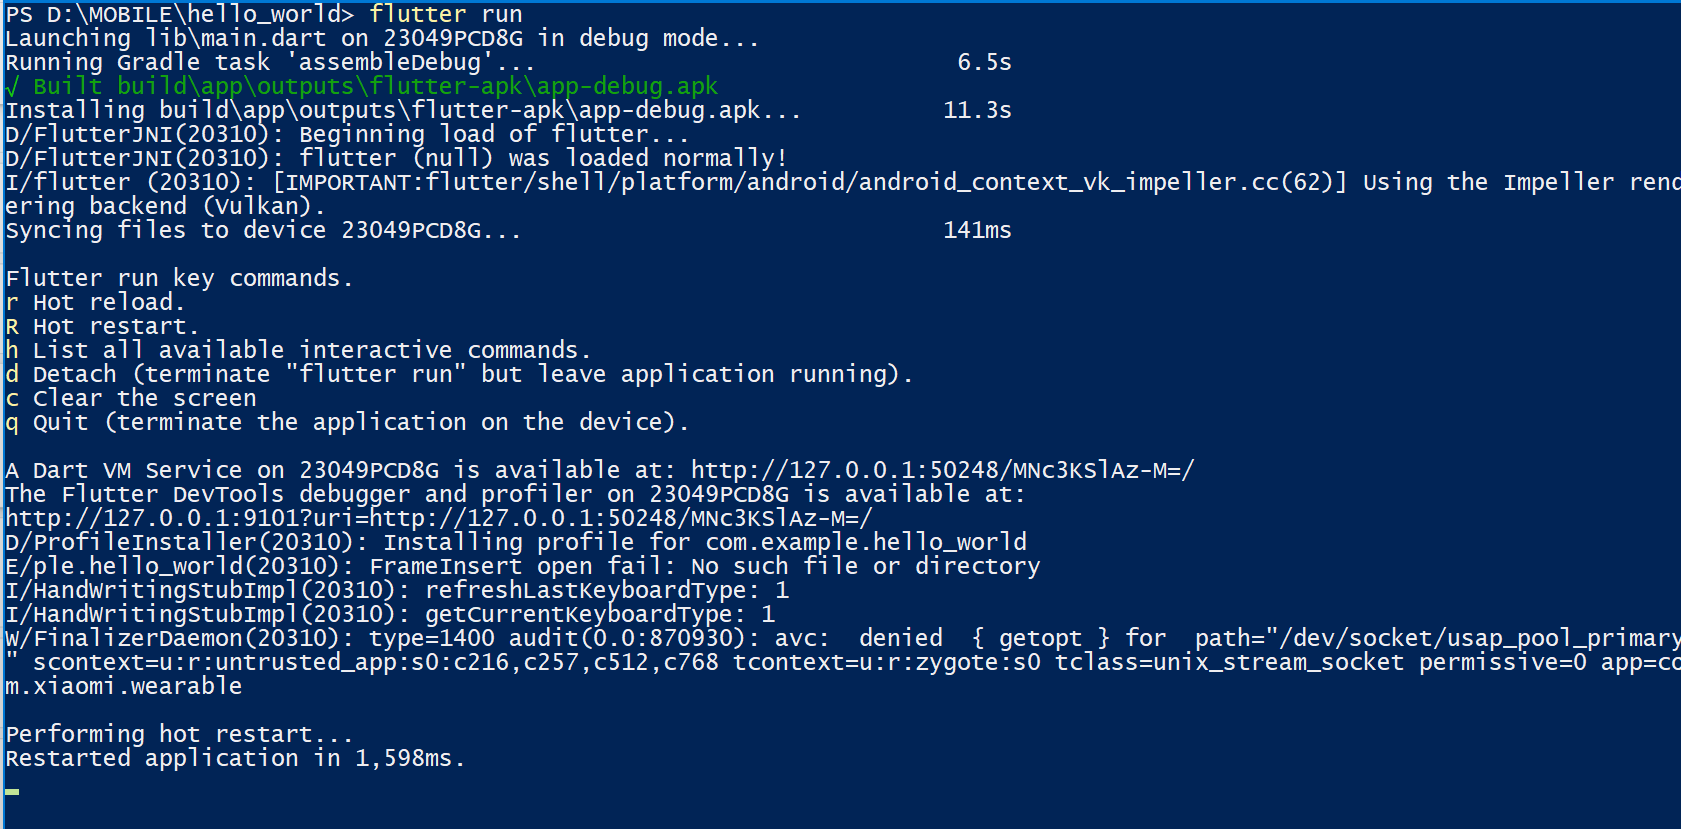 PS D:\MOBILE\hello_world> flutter run
Launching lib\main.dart on 23049PCD8G in debug mode...
Running Gradle task 'assembleDebug'... 6.5s
√ Built build\app\outputs\flutter-apk\app-debug.apk
Installing build\app\outputs\flutter-apk\app-debug.apk... 11.3s
D/FlutterJNI(20310): Beginning load of flutter...
D/FlutterJNI(20310): flutter (null) was loaded normally!
I/flutter (20310): [IMPORTANT:flutter/shell/platform/android/android_context_vk_impeller.cc(62)] Using the Impeller rend
ering backend (Vulkan).
Syncing files to device 23049PCD8G... 141ms
Flutter run key commands.
r Hot reload.
R Hot restart.
h List all available interactive commands.
d Detach (terminate "flutter run" but leave application running).
c Clear the screen
q Quit (terminate the application on the device).
A Dart VM Service on 23049PCD8G is available at: http://127.0.0.1:50248/MNc3KSlAz-M=/
The Flutter DevTools debugger and profiler on 23049PCD8G is available at:
http://127.0.0.1:9101?uri=http://127.0.0.1:50248/MNc3KSlAz-M=/
D/ProfileInstaller(20310): Installing profile for com.example.hello_world
E/ple.hello_world(20310): FrameInsert open fail: No such file or directory
I/HandWritingStubImpl(20310): refreshLastKeyboardType: 1
I/HandWritingStubImpl(20310): getCurrentKeyboardType: 1
W/FinalizerDaemon(20310): type=1400 audit(0.0:870930): avc:  denied  { getopt } for  path="/dev/socket/usap_pool_primary
" scontext=u:r:untrusted_app:s0:c216,c257,c512,c768 tcontext=u:r:zygote:s0 tclass=unix_stream_socket permissive=0 app=co
m.xiaomi.wearable
Performing hot restart...
Restarted application in 1,598ms.